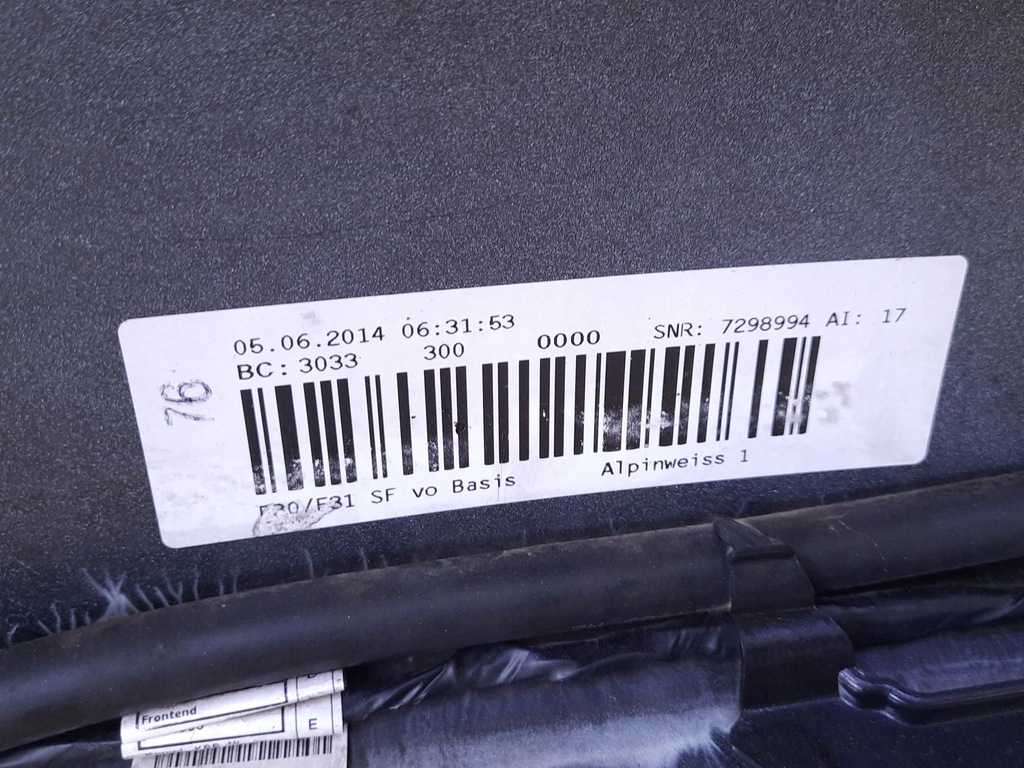 05.06.2014 06:31:53 SNR: 7298994 AI: 17
BC: 3033 300 0000
76
F30/F31 SF vo Basis Alpinweiss 1
Frontend
E